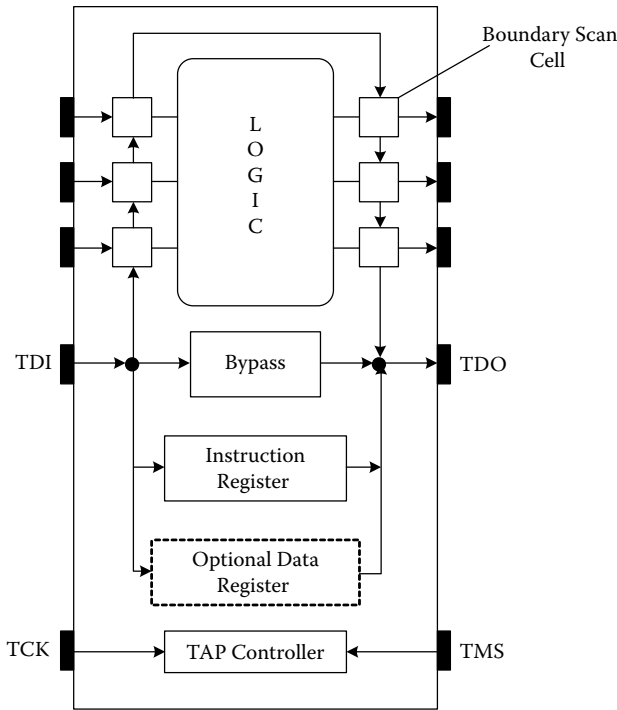 Boundary Scan
Cell
L
O
G
I
C
TDI
Bypass
TDO
Instruction
Register
Optional Data
Register
TCK
TAP Controller
TMS